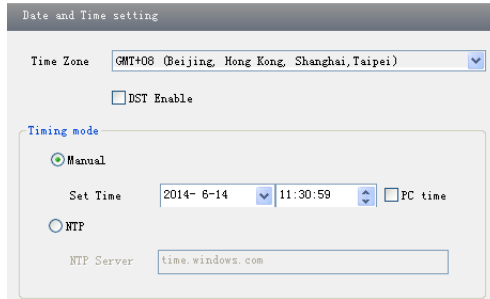 Date and Time setting
Time Zone GMT+08 (Beijing, Hong Kong, Shanghai,Taipei)
DST Enable
Timing mode
Manual
Set Time 2014- 6-14 11:30:59 PC time
NTP
NTP Server time.windows.com